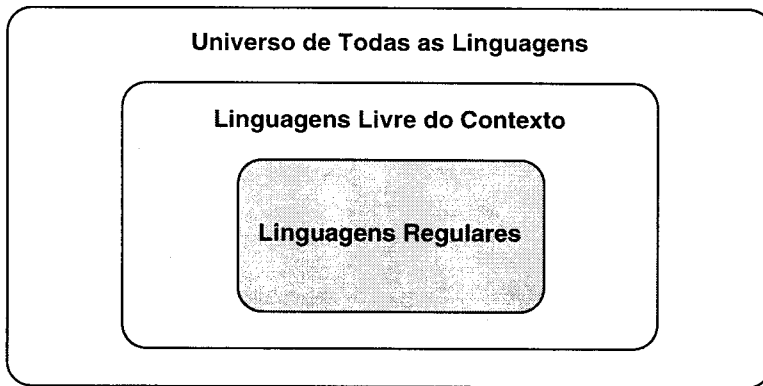 Universo de Todas as Linguagens
Linguagens Livre do Contexto
Linguagens Regulares